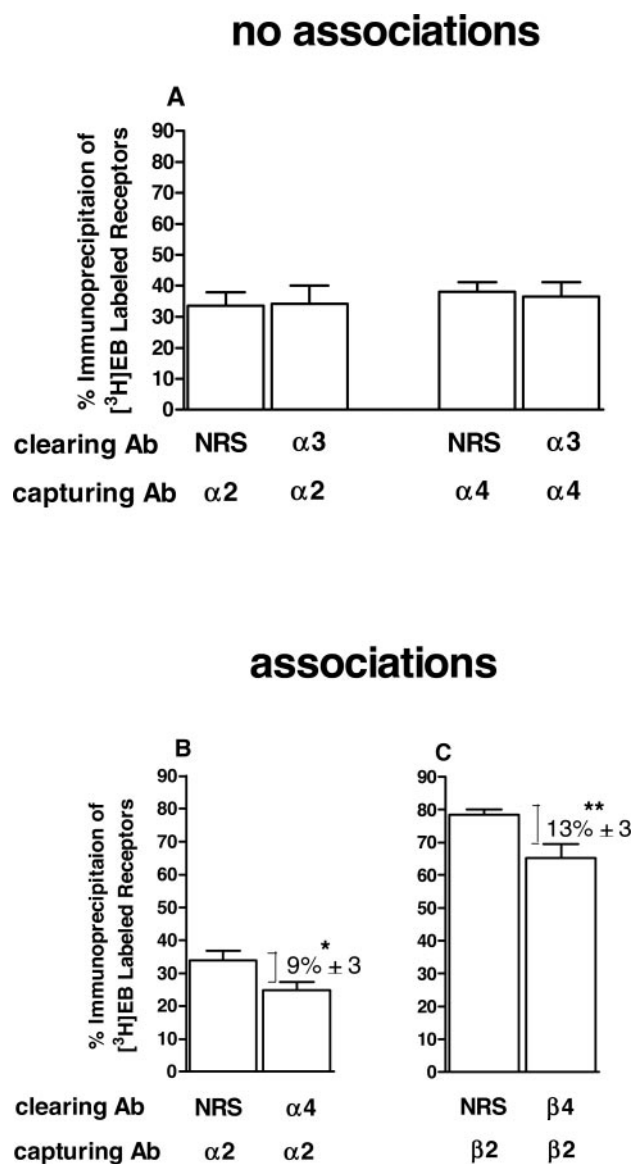 no associations
A
% Immunoprecipitaion of
[³H]EB Labeled Receptors
90
80
70
60
50
40
30
20
10
0
clearing Ab NRS α3 NRS α3
capturing Ab α2 α2 α4 α4
associations
B
% Immunoprecipitaion of
[³H]EB Labeled Receptors
90
80
70
60
50
40
30
20
10
0
*
9% ± 3
C
90
80
70
60
50
40
30
20
10
0
**
13% ± 3
clearing Ab NRS α4 NRS β4
capturing Ab α2 α2 β2 β2